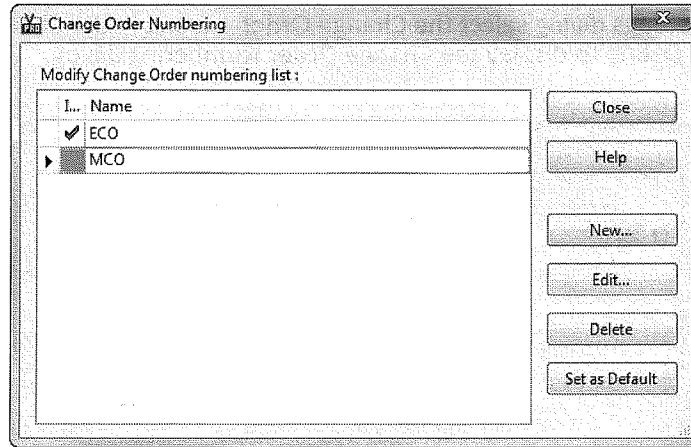 Change Order Numbering
Modify Change Order numbering list :
I... Name
ECO
MCO
Close
Help
New...
Edit...
Delete
Set as Default